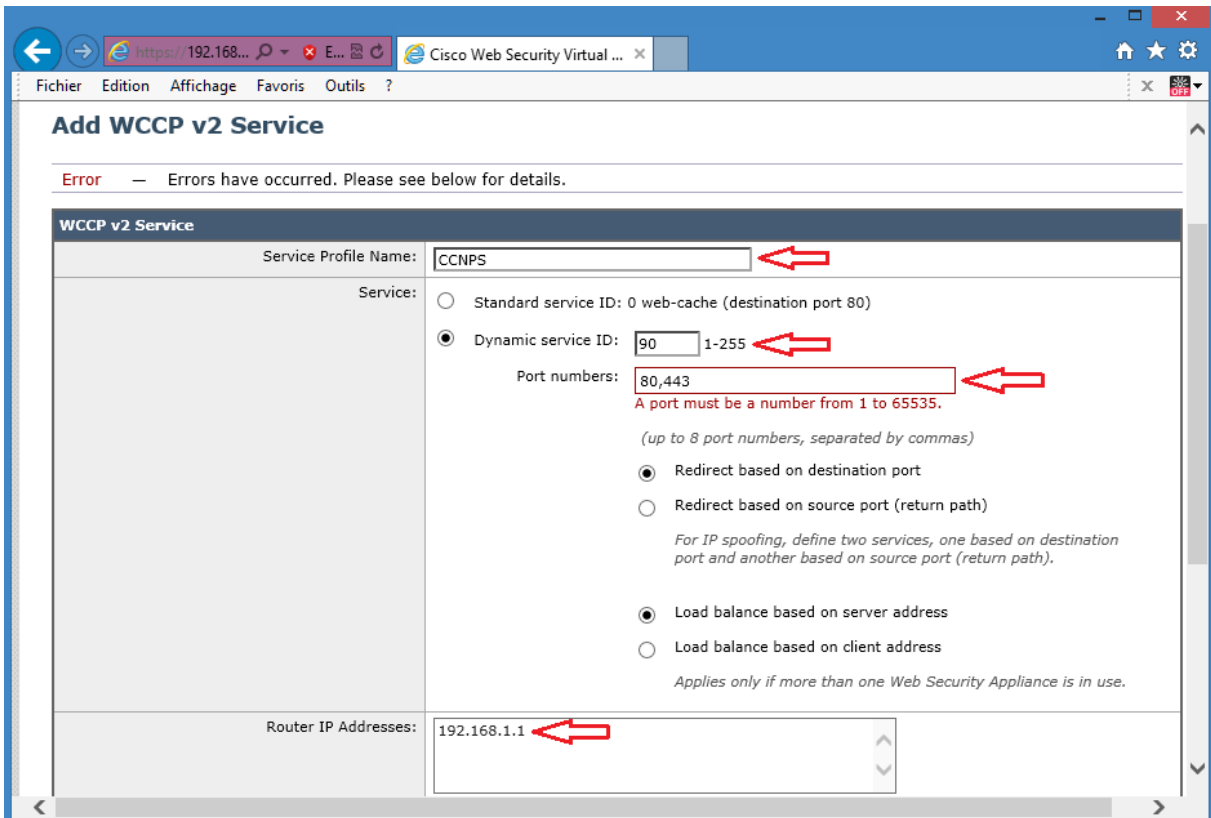 https://192.168... E...
Cisco Web Security Virtual ...
Fichier Edition Affichage Favoris Outils ?
OFF
Add WCCP v2 Service
Error — Errors have occurred. Please see below for details.
WCCP v2 Service
Service Profile Name: CCNPS
Service:
Standard service ID: 0 web-cache (destination port 80)
Dynamic service ID: 90 1-255
Port numbers: 80,443
A port must be a number from 1 to 65535.
(up to 8 port numbers, separated by commas)
Redirect based on destination port
Redirect based on source port (return path)
For IP spoofing, define two services, one based on destination
port and another based on source port (return path).
Load balance based on server address
Load balance based on client address
Applies only if more than one Web Security Appliance is in use.
Router IP Addresses: 192.168.1.1